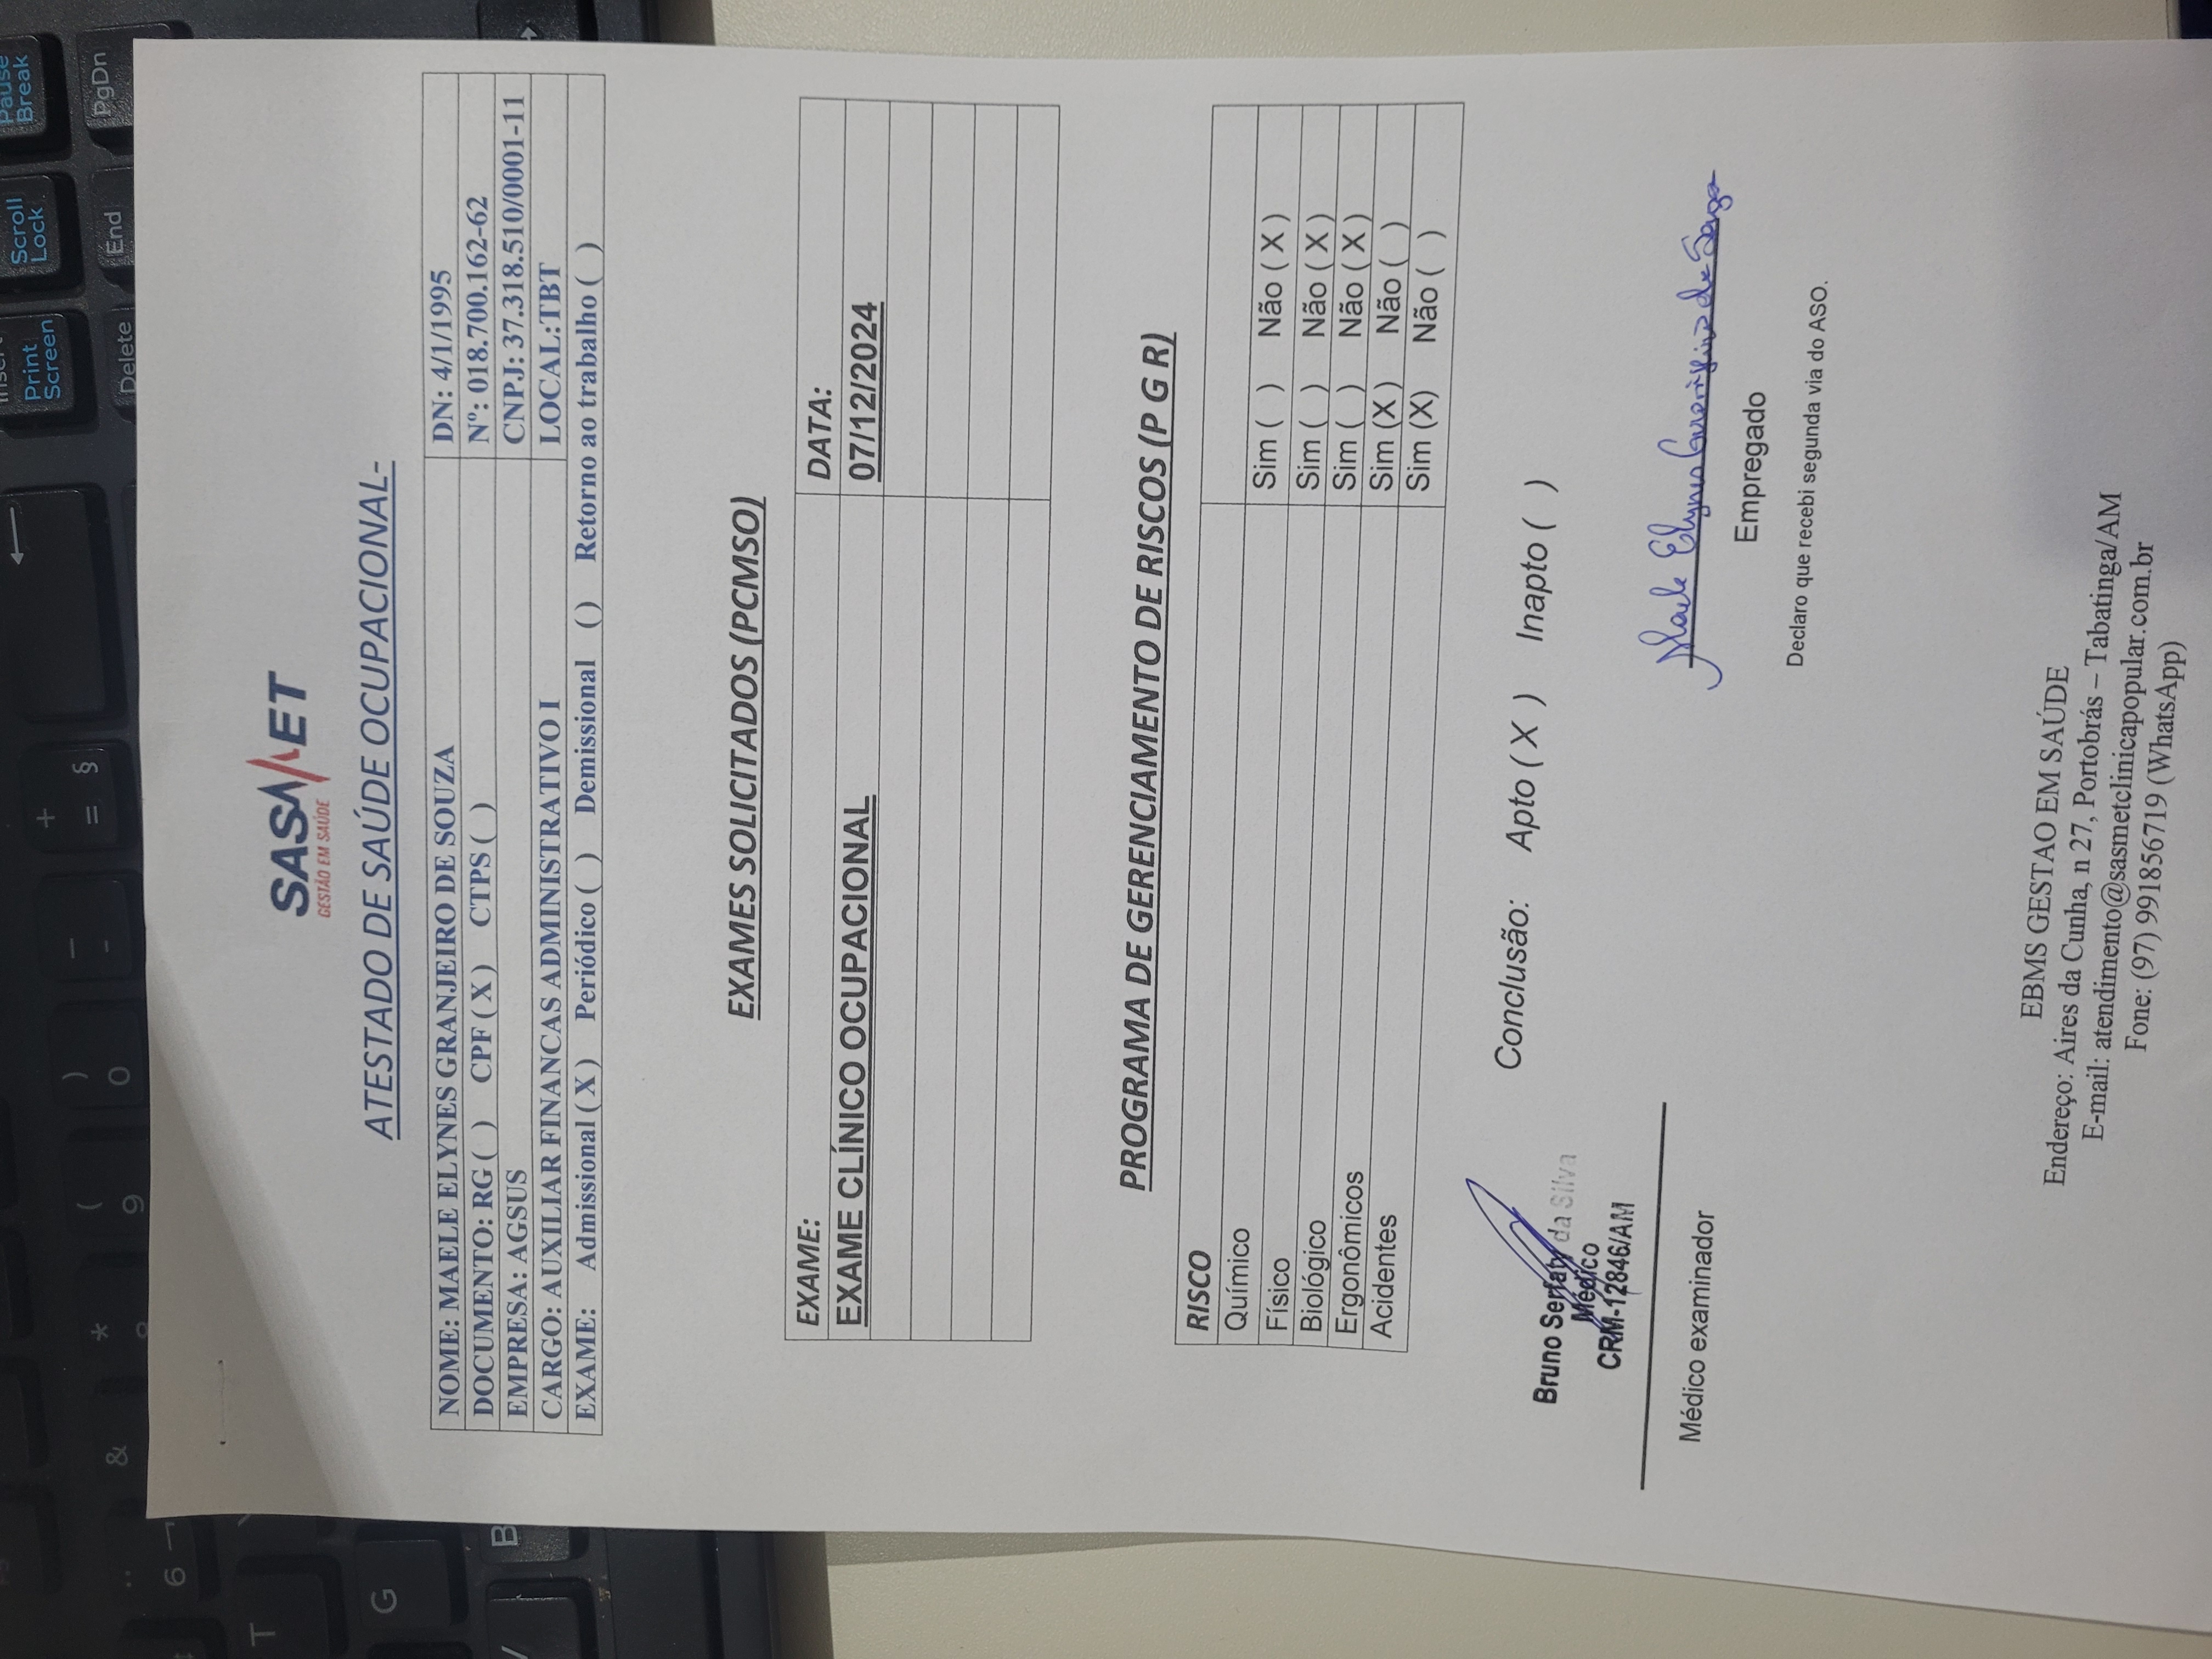 Print Screen
Scroll Lock
Pause Break
Delete
End
PgDn
+
= §
&
*
( 9
) 0
6 ¬
T
G
B
SASMET
GESTÃO EM SAÚDE
ATESTADO DE SAÚDE OCUPACIONAL-
NOME: MAELE ELYNES GRANJEIRO DE SOUZA DN: 4/1/1995
DOCUMENTO: RG ( ) CPF ( X ) CTPS ( ) Nº: 018.700.162-62
EMPRESA: AGSUS CNPJ: 37.318.510/0001-11
CARGO: AUXILIAR FINANCAS ADMINISTRATIVO I LOCAL:TBT
EXAME: Admissional ( X ) Periódico ( ) Demissional ( ) Retorno ao trabalho ( )
EXAMES SOLICITADOS (PCMSO)
EXAME: DATA:
EXAME CLÍNICO OCUPACIONAL 07/12/2024
PROGRAMA DE GERENCIAMENTO DE RISCOS (P G R)
RISCO
Químico Sim ( ) Não ( X )
Físico Sim ( ) Não ( X )
Biológico Sim ( ) Não ( X )
Ergonômicos Sim (X ) Não ( )
Acidentes Sim (X) Não ( )
Conclusão: Apto ( X ) Inapto ( )
Bruno Serfaty da Silva
Médico
CRM-12846/AM
Médico examinador
Maele Elynes Granjeiro de Souza
Empregado
Declaro que recebi segunda via do ASO.
EBMS GESTAO EM SAÚDE
Endereço: Aires da Cunha, n 27, Portobrás – Tabatinga/AM
E-mail: atendimento@sasmetclinicapopular.com.br
Fone: (97) 991856719 (WhatsApp)